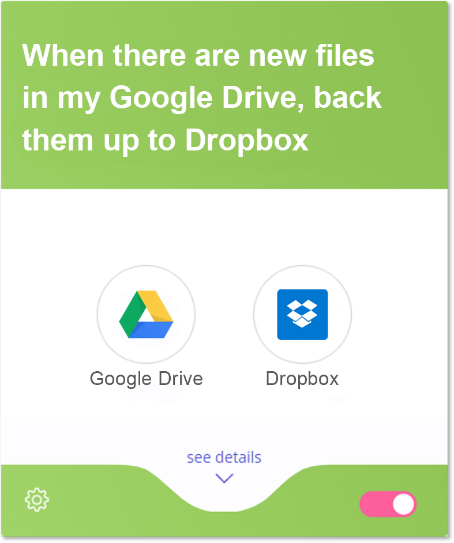 When there are new files
in my Google Drive, back
them up to Dropbox
Google Drive
Dropbox
see details